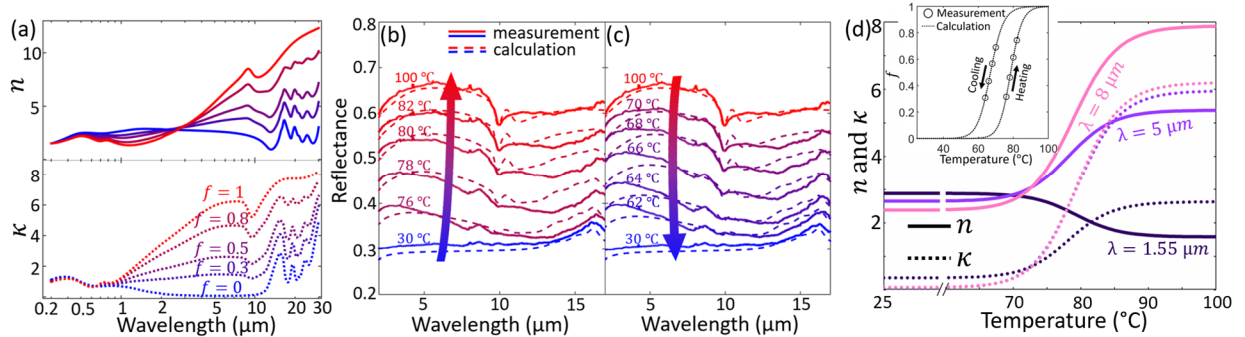 (a)
n
10
5
κ
8
6
4
2
f = 1
f = 0.8
f = 0.5
f = 0.3
f = 0
0.2
0.5
1
2
5
10
20
30
Wavelength (μm)
Reflectance
0.8
0.7
0.6
0.5
0.4
0.3
0.2
(b)
measurement
calculation
100 °C
82 °C
80 °C
78 °C
76 °C
30 °C
5
10
15
Wavelength (μm)
(c)
100 °C
70 °C
68 °C
66 °C
64 °C
62 °C
30 °C
5
10
15
Wavelength (μm)
(d)
n and κ
8
6
4
2
f
1
0.8
0.6
0.4
0.2
0
Measurement
Calculation
Cooling
Heating
40
60
80
100
Temperature (°C)
λ = 8 μm
λ = 5 μm
λ = 1.55 μm
n
κ
25
70
80
90
100
Temperature (°C)